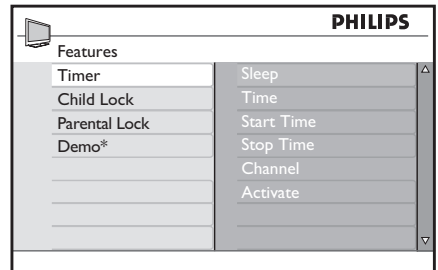 PHILIPS
Features
Timer
Child Lock
Parental Lock
Demo*
Sleep
Time
Start Time
Stop Time
Channel
Activate